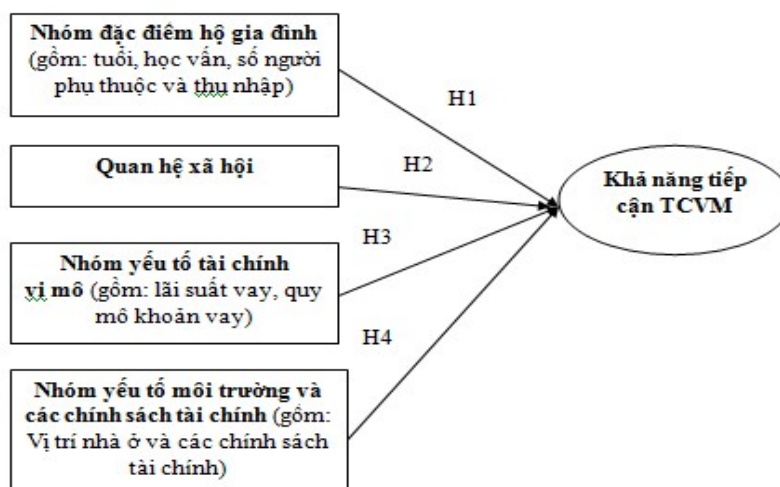 Nhóm đặc điểm hộ gia đình
(gồm: tuổi, học vấn, số người
phụ thuộc và thu nhập)
H1
Quan hệ xã hội
H2
Khả năng tiếp
cận TCVM
H3
Nhóm yếu tố tài chính
vi mô (gồm: lãi suất vay, quy
mô khoản vay)
H4
Nhóm yếu tố môi trường và
các chính sách tài chính (gồm:
Vị trí nhà ở và các chính sách
tài chính)